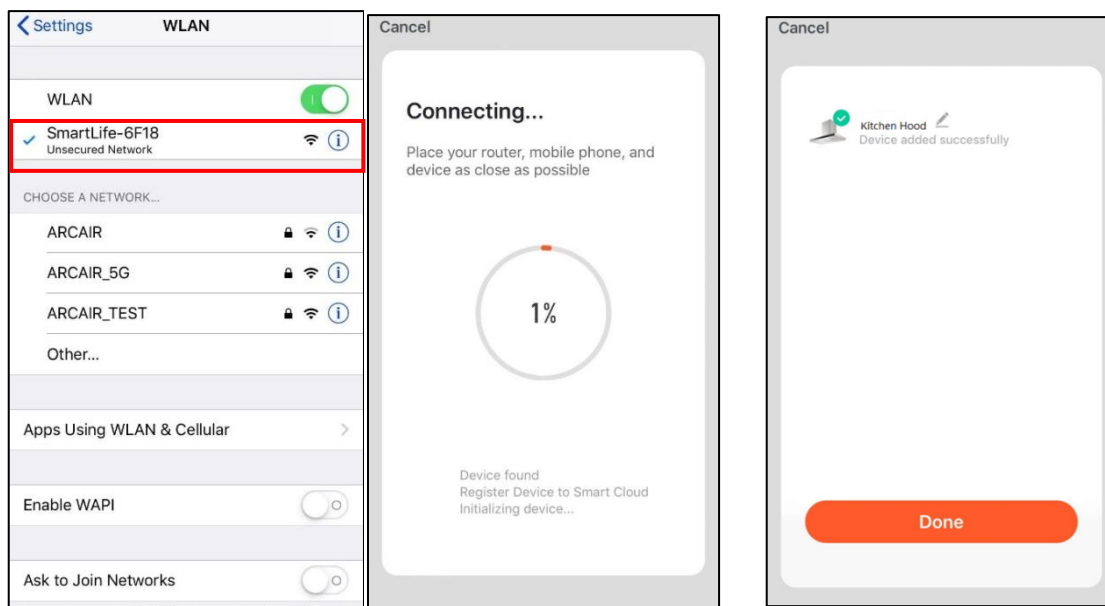 Settings
WLAN
WLAN
SmartLife-6F18
Unsecured Network
CHOOSE A NETWORK...
ARCAIR
ARCAIR_5G
ARCAIR_TEST
Other...
Apps Using WLAN & Cellular
Enable WAPI
Ask to Join Networks
Cancel
Connecting...
Place your router, mobile phone, and
device as close as possible
1%
Device found
Register Device to Smart Cloud
Initializing device...
Cancel
Kitchen Hood
Device added successfully
Done